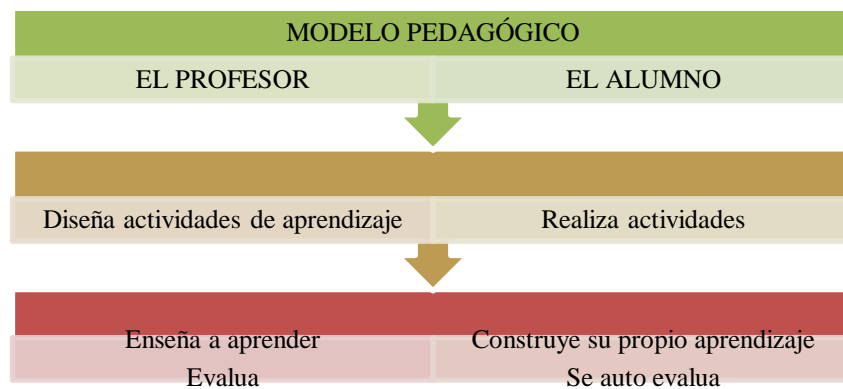 MODELO PEDAGÓGICO
EL PROFESOR
EL ALUMNO
Diseña actividades de aprendizaje
Realiza actividades
Enseña a aprender
Evalua
Construye su propio aprendizaje
Se auto evalua